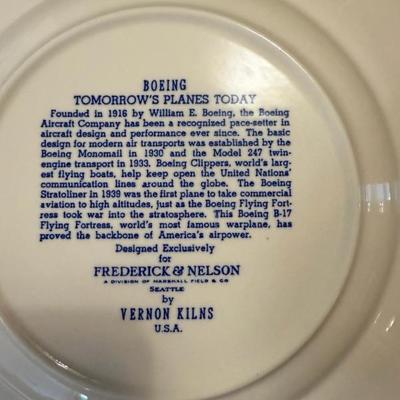 BOEING
TOMORROW'S PLANES TODAY
Founded in 1916 by William E. Boeing, the Boeing
Aircraft Company has been a recognized pace-setter in
aircraft design and performance ever since. The basic
design for modern air transports was established by the
Boeing Monomail in 1930 and the Model 247 twin-
engine transport in 1933. Boeing Clippers, world's larg-
est flying boats, help keep open the United Nations'
communication lines around the globe. The Boeing
Stratoliner in 1939 was the first plane to take commercial
aviation to high altitudes, just as the Boeing Flying Fort-
ress took war into the stratosphere. This Boeing B-17
Flying Fortress, world's most famous warplane, has
proved the backbone of America's airpower.
Designed Exclusively
for
FREDERICK & NELSON
A DIVISION OF MARSHALL FIELD & CO
SEATTLE
by
VERNON KILNS
U.S.A.